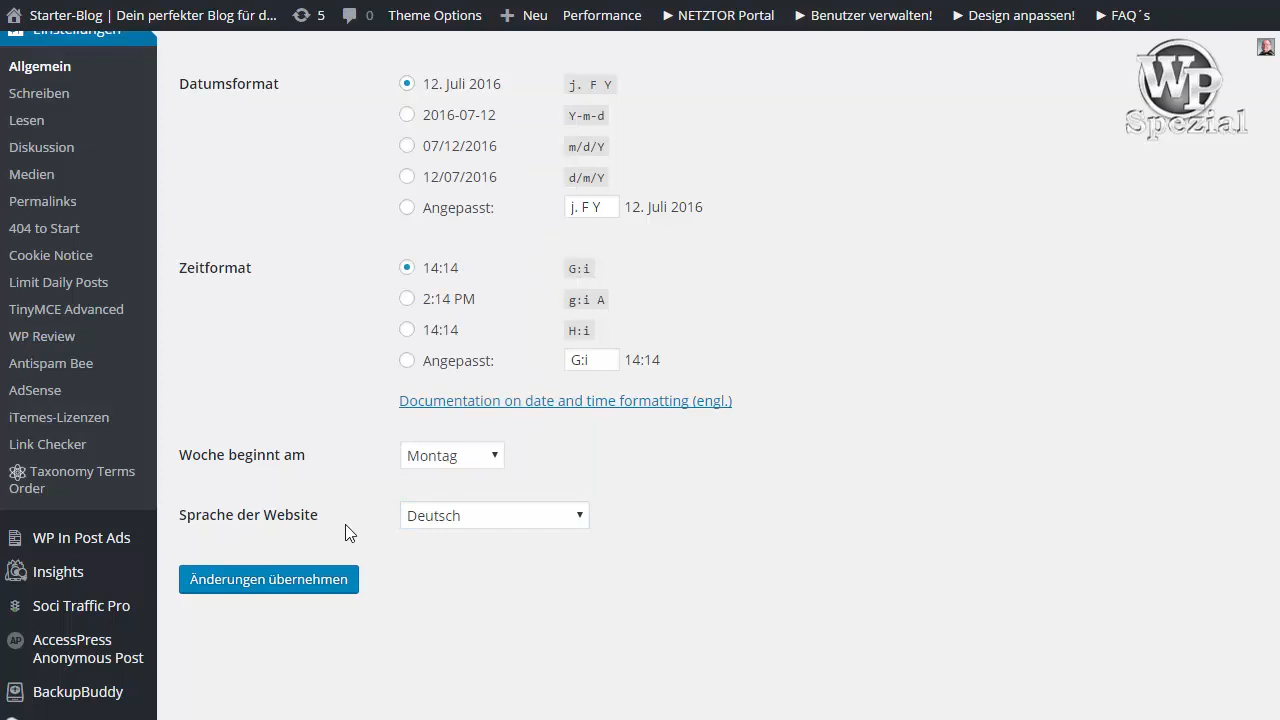 Starter-Blog | Dein perfekter Blog für d... 5 0 Theme Options Neu Performance ► NETZTOR Portal ► Benutzer verwalten! ► Design anpassen! ► FAQ´s
Einstellungen
Allgemein
Schreiben
Lesen
Diskussion
Medien
Permalinks
404 to Start
Cookie Notice
Limit Daily Posts
TinyMCE Advanced
WP Review
Antispam Bee
AdSense
iTemes-Lizenzen
Link Checker
Taxonomy Terms
Order
WP In Post Ads
Insights
Soci Traffic Pro
AP AccessPress
Anonymous Post
BackupBuddy
WP
Spezial
Datumsformat
12. Juli 2016 j. F Y
2016-07-12 Y-m-d
07/12/2016 m/d/Y
12/07/2016 d/m/Y
Angepasst: j. F Y 12. Juli 2016
Zeitformat
14:14 G:i
2:14 PM g:i A
14:14 H:i
Angepasst: G:i 14:14
Documentation on date and time formatting (engl.)
Woche beginnt am Montag
Sprache der Website Deutsch
Änderungen übernehmen